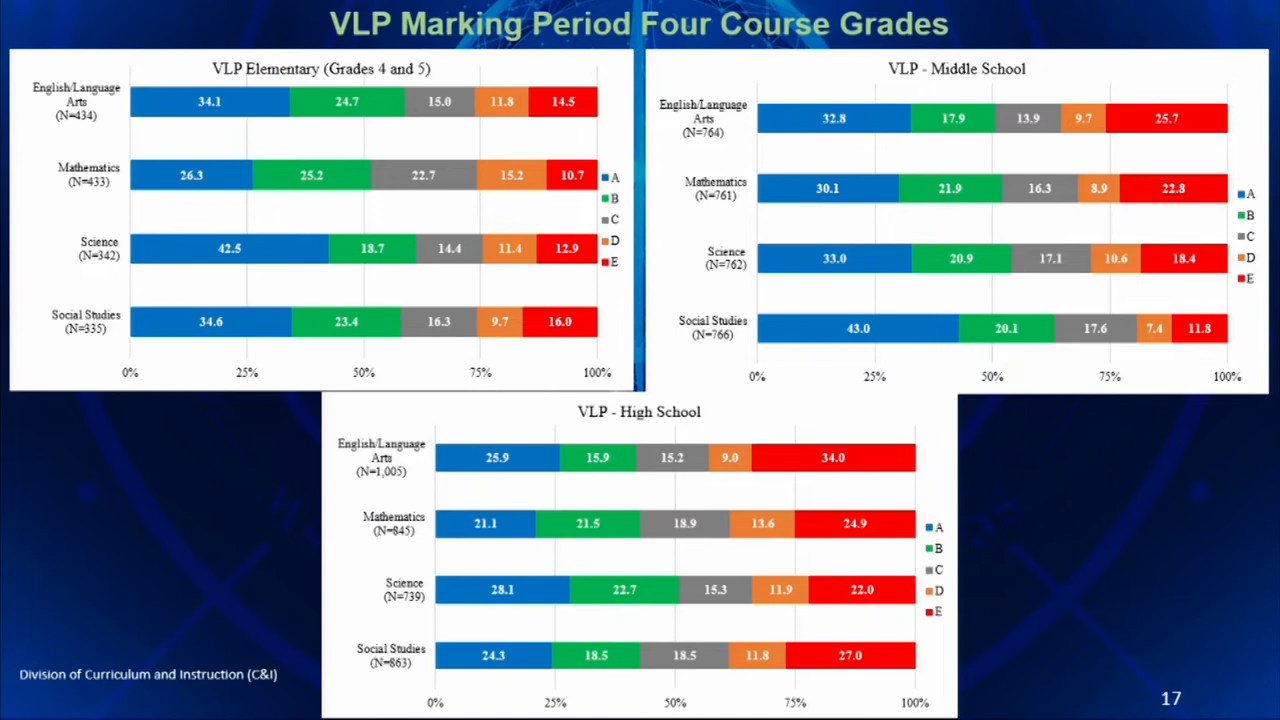 VLP Marking Period Four Course Grades
VLP Elementary (Grades 4 and 5)
English/Language
Arts
(N=434)
34.1 24.7 15.0 11.8 14.5
Mathematics
(N=433)
26.3 25.2 22.7 15.2 10.7
Science
(N=342)
42.5 18.7 14.4 11.4 12.9
Social Studies
(N=335)
34.6 23.4 16.3 9.7 16.0
0% 25% 50% 75% 100%
A
B
C
D
E
VLP - Middle School
English/Language
Arts
(N=764)
32.8 17.9 13.9 9.7 25.7
Mathematics
(N=761)
30.1 21.9 16.3 8.9 22.8
Science
(N=762)
33.0 20.9 17.1 10.6 18.4
Social Studies
(N=766)
43.0 20.1 17.6 7.4 11.8
0% 25% 50% 75% 100%
A
B
C
D
E
VLP - High School
English/Language
Arts
(N=1,005)
25.9 15.9 15.2 9.0 34.0
Mathematics
(N=845)
21.1 21.5 18.9 13.6 24.9
Science
(N=739)
28.1 22.7 15.3 11.9 22.0
Social Studies
(N=863)
24.3 18.5 18.5 11.8 27.0
0% 25% 50% 75% 100%
A
B
C
D
E
Division of Curriculum and Instruction (C&I)
17